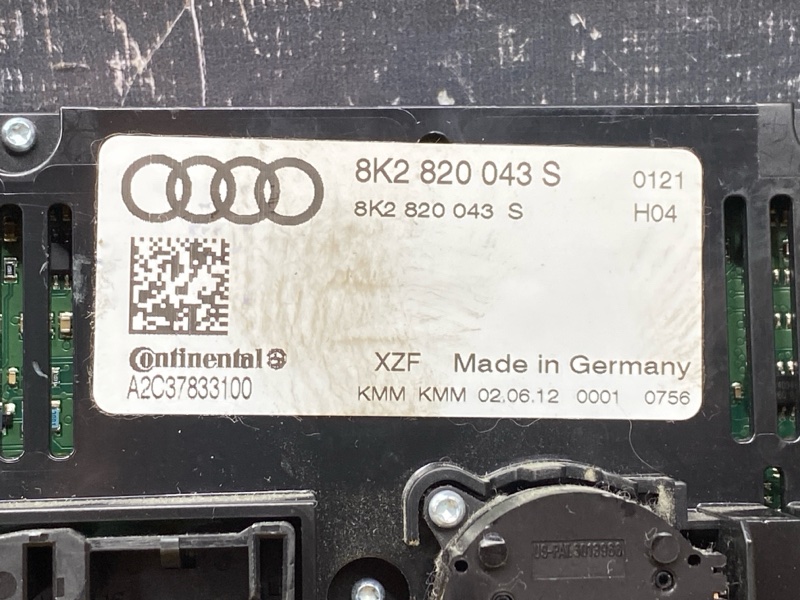 8K2 820 043 S 0121
8K2 820 043 S H04
Continental
XZF Made in Germany
A2C37833100
KMM KMM 02.06.12 0001 0756